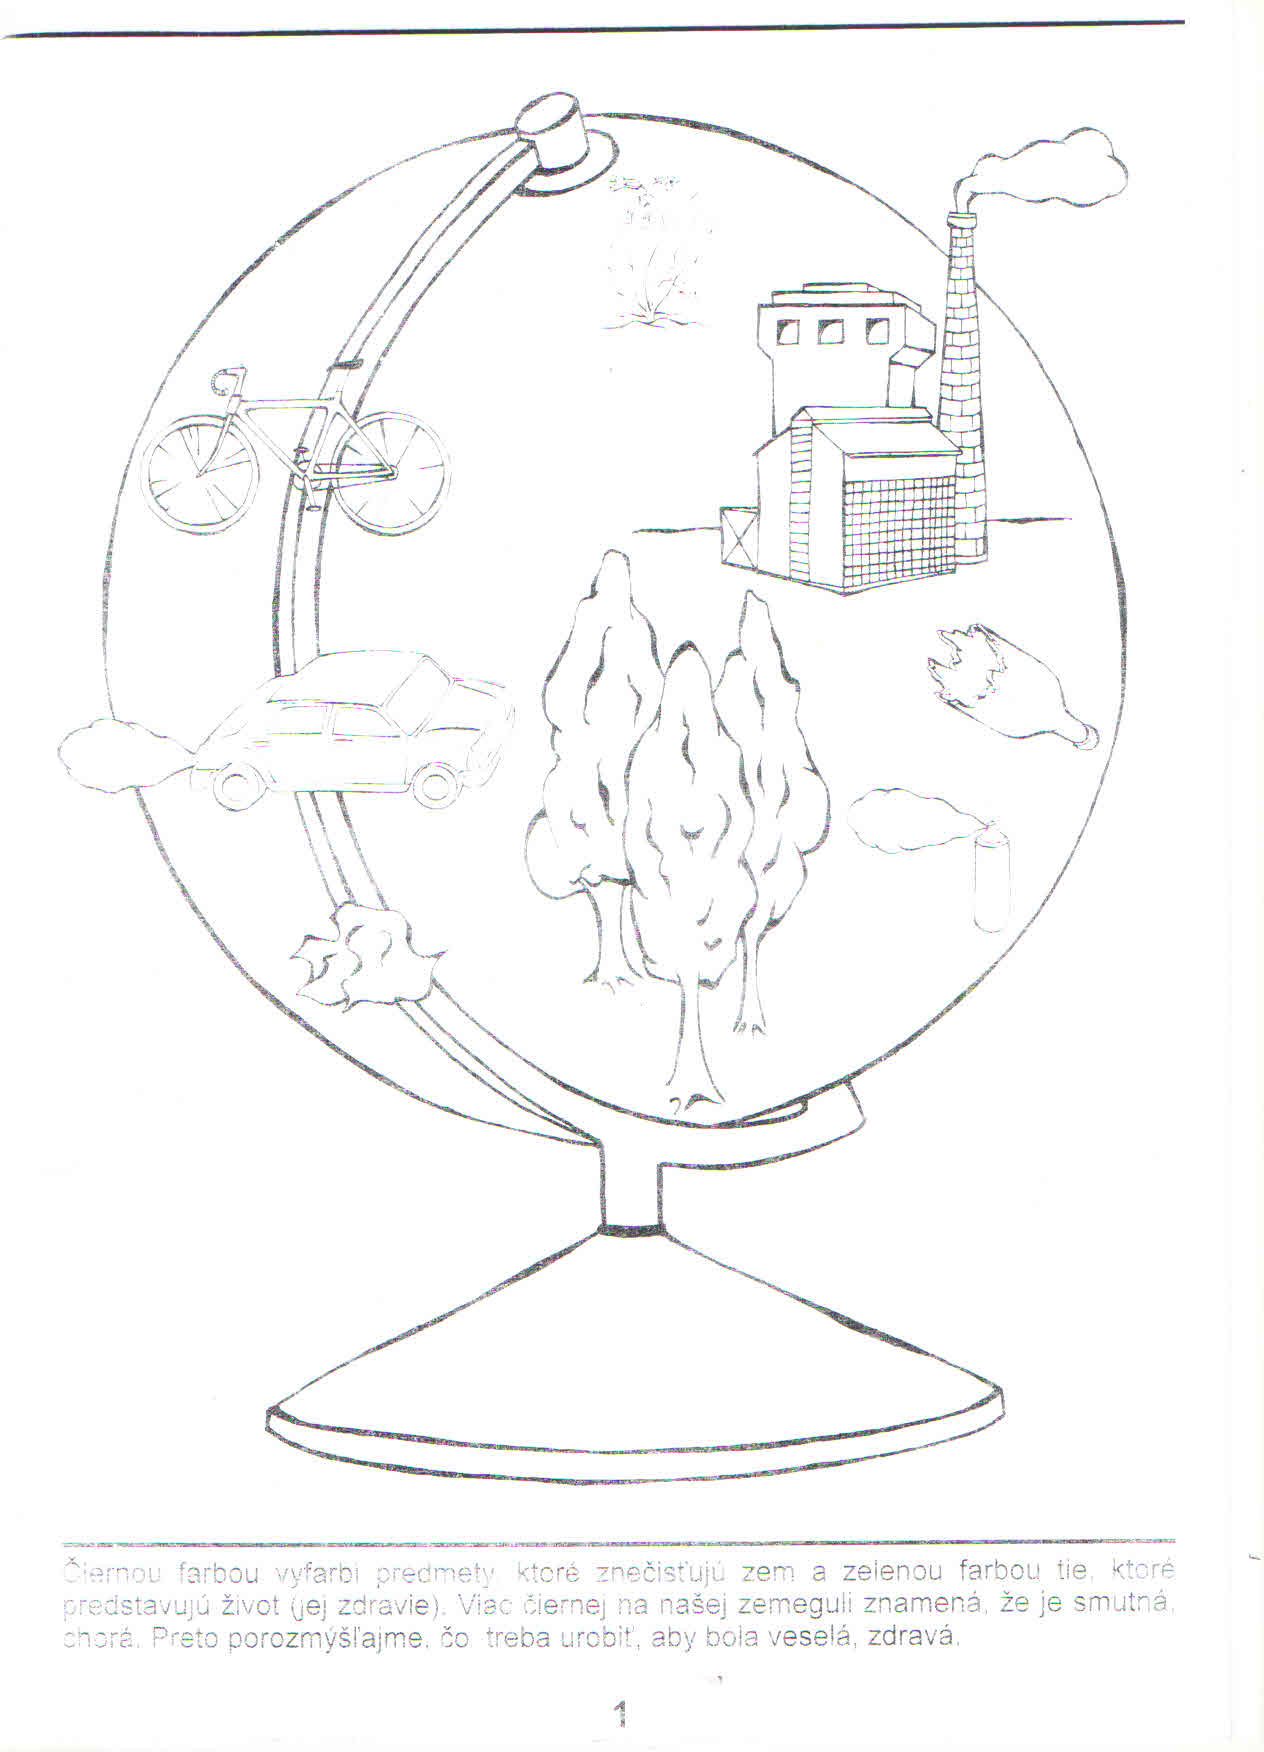 Čiernou farbou vyfarbi predmety, ktoré znečisťujú zem a zelenou farbou tie, ktoré
predstavujú život (jej zdravie). Viac čiernej na našej zemeguli znamená, že je smutná,
chorá. Preto porozmýšľajme, čo treba urobiť, aby bola veselá, zdravá.
1